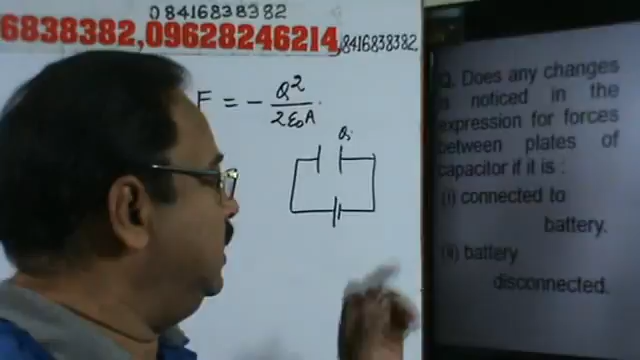 08416838382
6838382,09628246214,8416838382
F = - Q²/2ε₀A
Q,
Q. Does any changes
is noticed in the
expression for forces
between plates of
capacitor if it is :
(i) connected to
battery.
(ii) battery
disconnected.